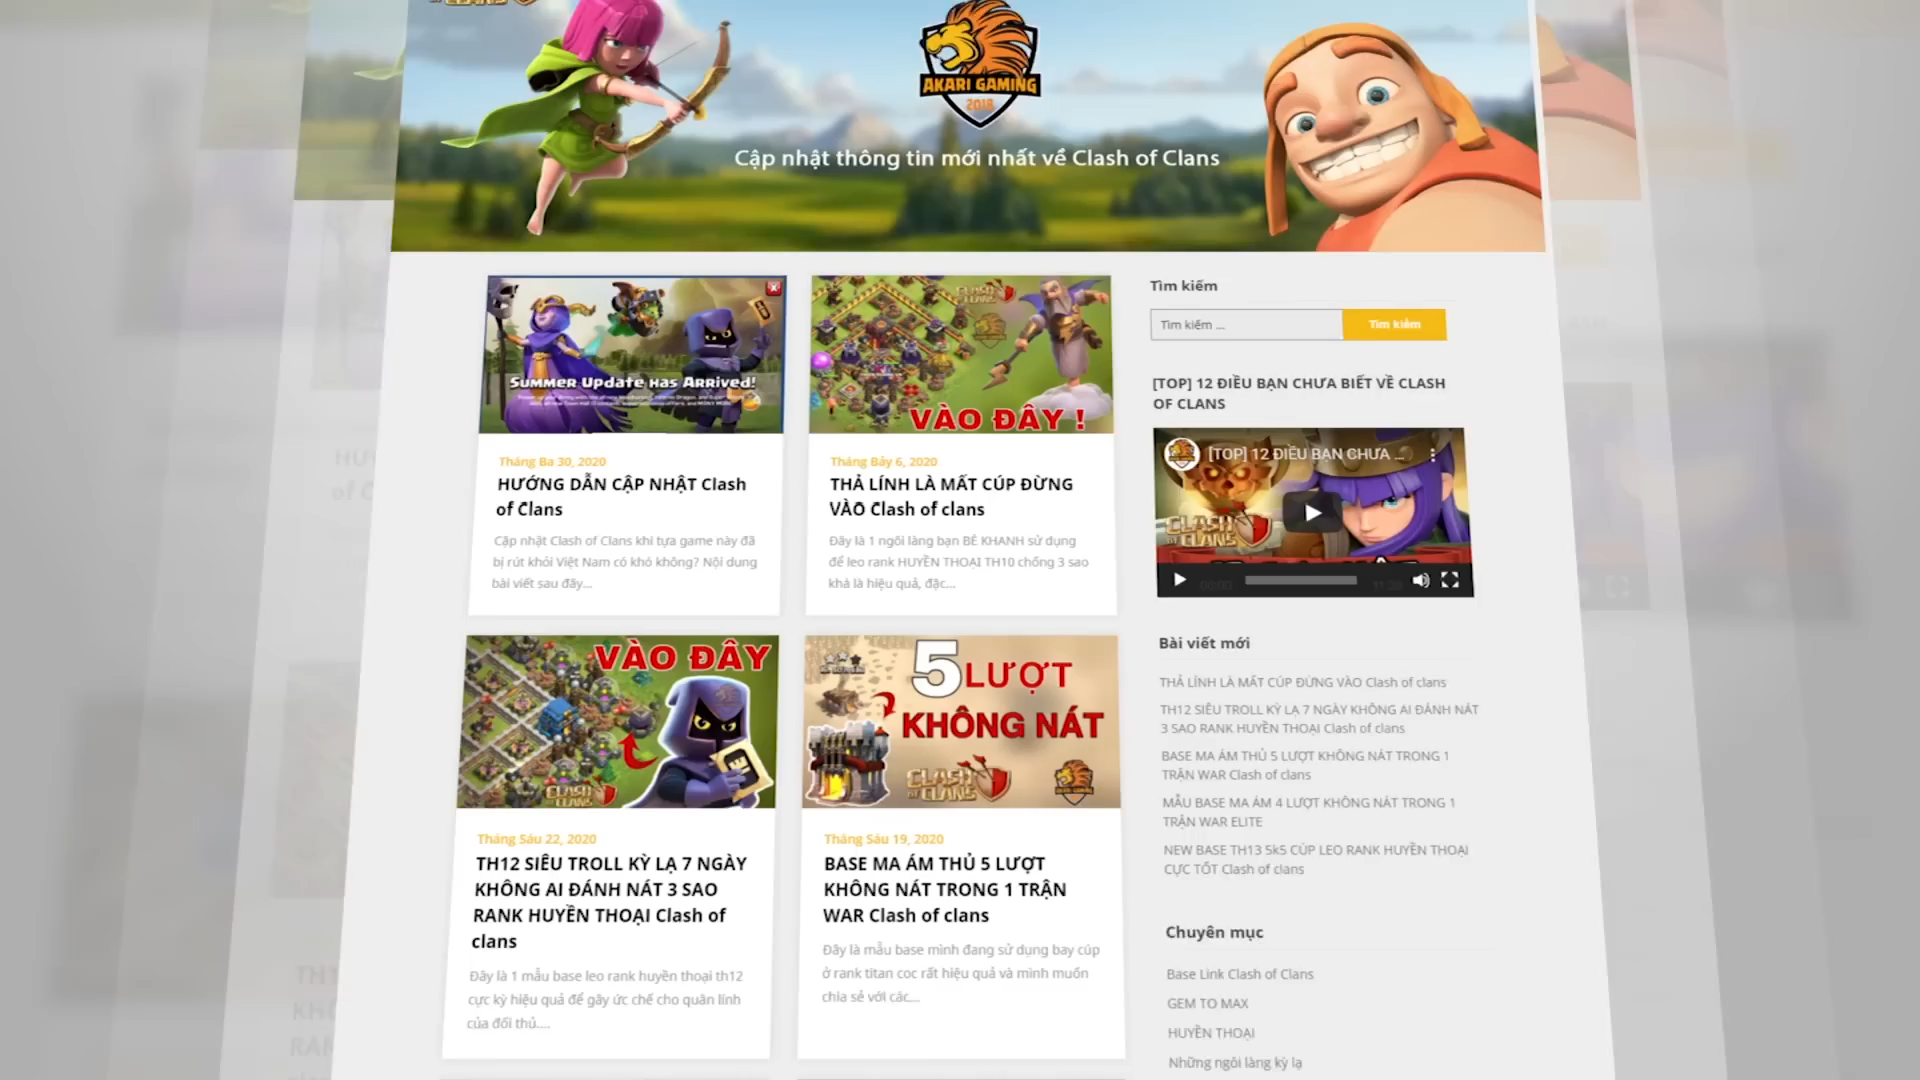 AKARI GAMING
2018
Cập nhật thông tin mới nhất về Clash of Clans
Summer Update has Arrived!
Tháng Ba 30, 2020
HƯỚNG DẪN CẬP NHẬT Clash
of Clans
Cập nhật Clash of Clans khi tựa game này đã
bị rút khỏi Việt Nam có khó không? Nội dung
bài viết sau đây...
VÀO ĐÂY !
Tháng Bảy 6, 2020
THẢ LÍNH LÀ MẤT CÚP ĐỪNG
VÀO Clash of clans
Đây là 1 ngôi làng bạn BÊ KHANH sử dụng
để leo rank HUYỀN THOẠI TH10 chống 3 sao
khá là hiệu quả, đặc...
VÀO ĐÂY
CLASH OF CLANS
Tháng Sáu 22, 2020
TH12 SIÊU TROLL KỲ LẠ 7 NGÀY
KHÔNG AI ĐÁNH NÁT 3 SAO
RANK HUYỀN THOẠI Clash of
clans
Đây là 1 mẫu base leo rank huyền thoại th12
cực kỳ hiệu quả để gây ức chế cho quân lính
của đối thủ....
5 LƯỢT
KHÔNG NÁT
CLASH OF CLANS
AKARI GAMING
Tháng Sáu 19, 2020
BASE MA ÁM THỦ 5 LƯỢT
KHÔNG NÁT TRONG 1 TRẬN
WAR Clash of clans
Đây là mẫu base mình đang sử dụng bay cúp
ở rank titan coc rất hiệu quả và mình muốn
chia sẻ với các....
Tìm kiếm
Tìm kiếm ...
Tìm kiếm
[TOP] 12 ĐIỀU BẠN CHƯA BIẾT VỀ CLASH
OF CLANS
[TOP] 12 ĐIỀU BẠN CHƯA ...
CLASH OF CLANS
Bài viết mới
THẢ LÍNH LÀ MẤT CÚP ĐỪNG VÀO Clash of clans
TH12 SIÊU TROLL KỲ LẠ 7 NGÀY KHÔNG AI ĐÁNH NÁT
3 SAO RANK HUYỀN THOẠI Clash of clans
BASE MA ÁM THỦ 5 LƯỢT KHÔNG NÁT TRONG 1
TRẬN WAR Clash of clans
MẪU BASE MA ÁM 4 LƯỢT KHÔNG NÁT TRONG 1
TRẬN WAR ELITE
NEW BASE TH13 5k5 CÚP LEO RANK HUYỀN THOẠI
CỰC TỐT Clash of clans
Chuyên mục
Base Link Clash of Clans
GEM TO MAX
HUYỀN THOẠI
Những ngôi làng kỳ lạ